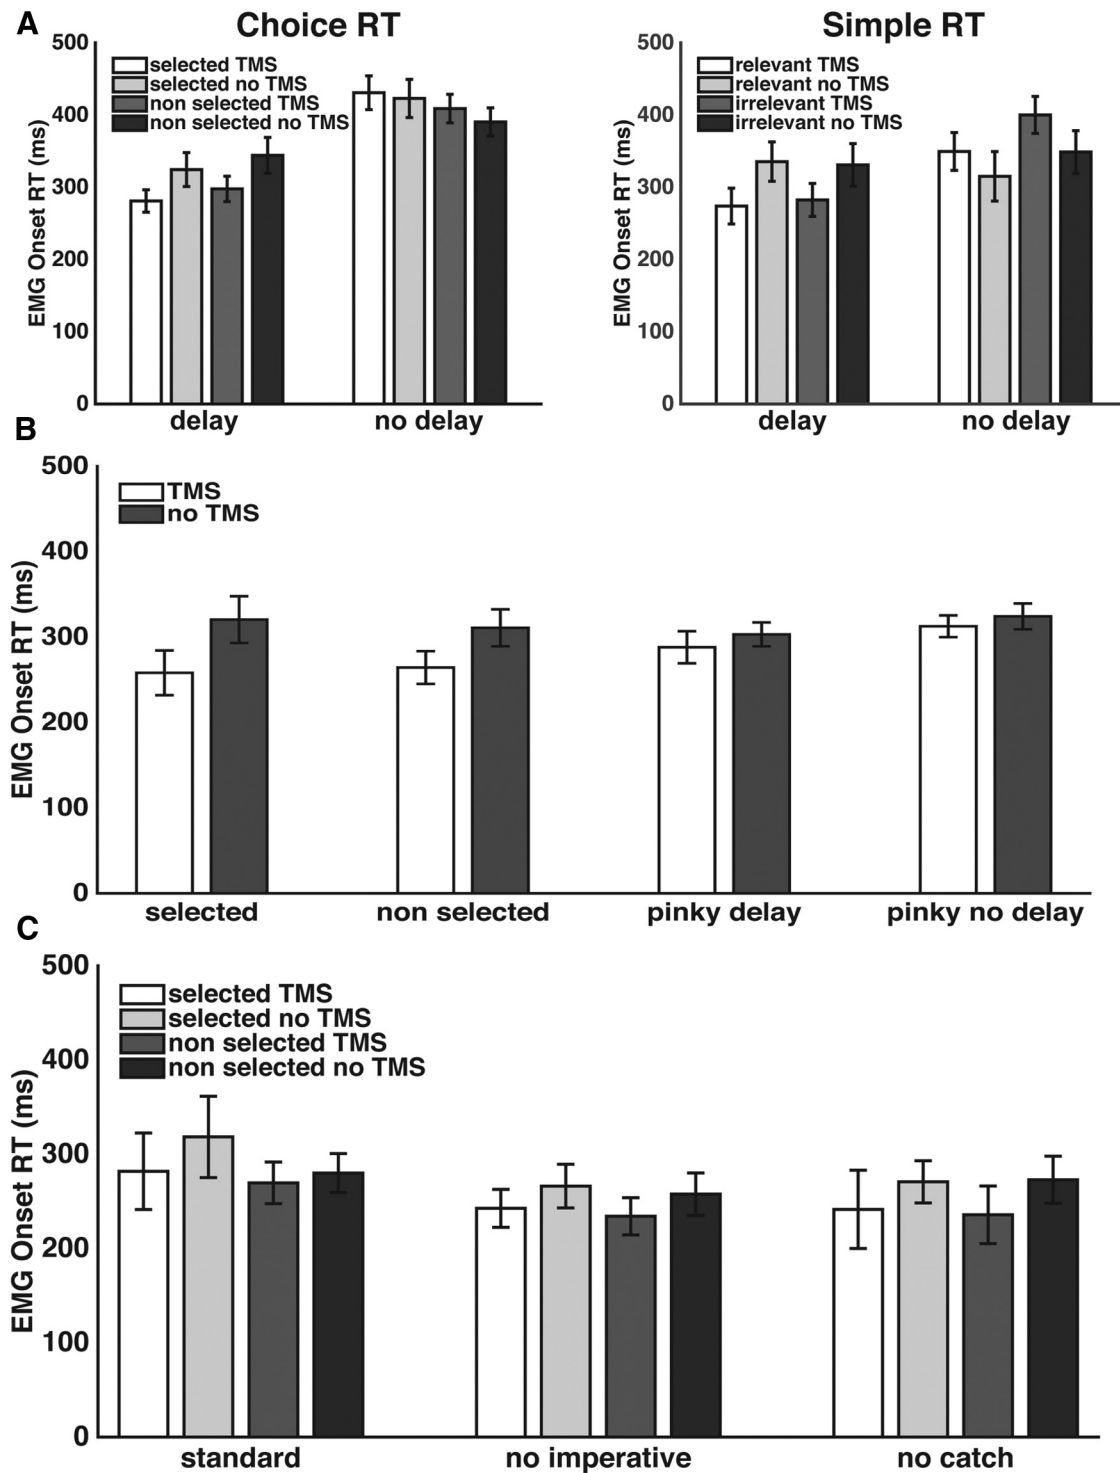 A
Choice RT
500
400
300
200
100
0
EMG Onset RT (ms)
selected TMS
selected no TMS
non selected TMS
non selected no TMS
delay
no delay
Simple RT
500
400
300
200
100
0
EMG Onset RT (ms)
relevant TMS
relevant no TMS
irrelevant TMS
irrelevant no TMS
delay
no delay
B
500
400
300
200
100
0
EMG Onset RT (ms)
TMS
no TMS
selected
non selected
pinky delay
pinky no delay
C
500
400
300
200
100
0
EMG Onset RT (ms)
selected TMS
selected no TMS
non selected TMS
non selected no TMS
standard
no imperative
no catch